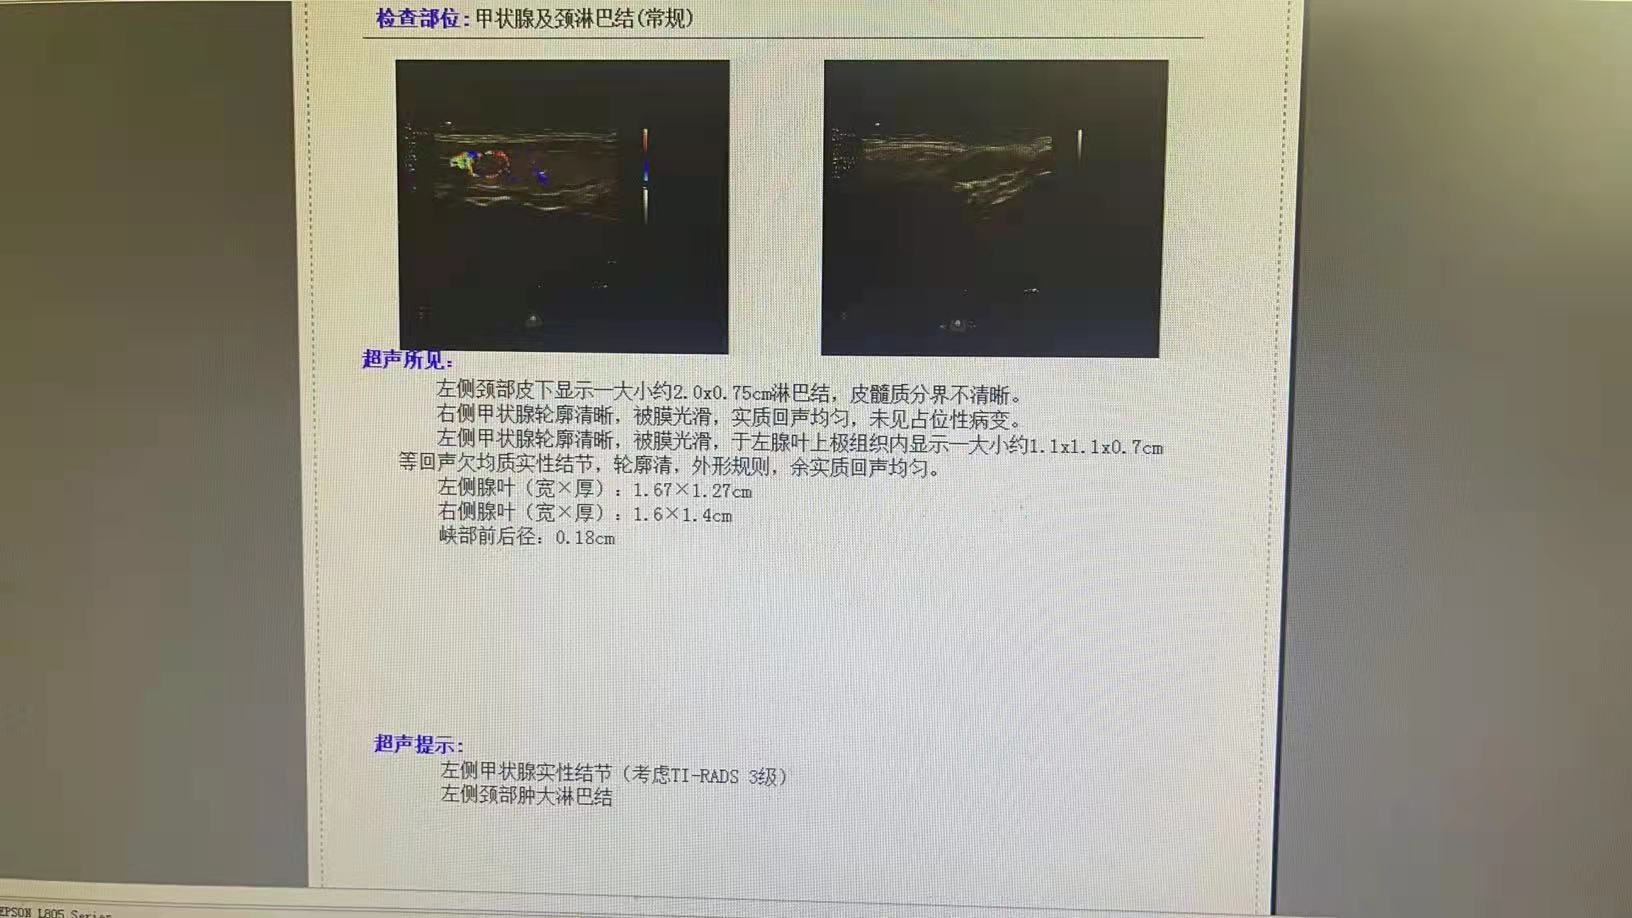 检查部位:甲状腺及颈淋巴结(常规)
超声所见:
左侧颈部皮下显示一大小约2.0x0.75cm淋巴结，皮髓质分界不清晰。
右侧甲状腺轮廓清晰，被膜光滑，实质回声均匀，未见占位性病变。
左侧甲状腺轮廓清晰，被膜光滑，于左腺叶上极组织内显示一大小约1.1x1.1x0.7cm
等回声欠均质实性结节，轮廓清，外形规则，余实质回声均匀。
左侧腺叶（宽×厚）：1.67×1.27cm
右侧腺叶（宽×厚）：1.6×1.4cm
峡部前后径：0.18cm
超声提示:
左侧甲状腺实性结节（考虑TI-RADS 3级）
左侧颈部肿大淋巴结
EPSON L805 Series